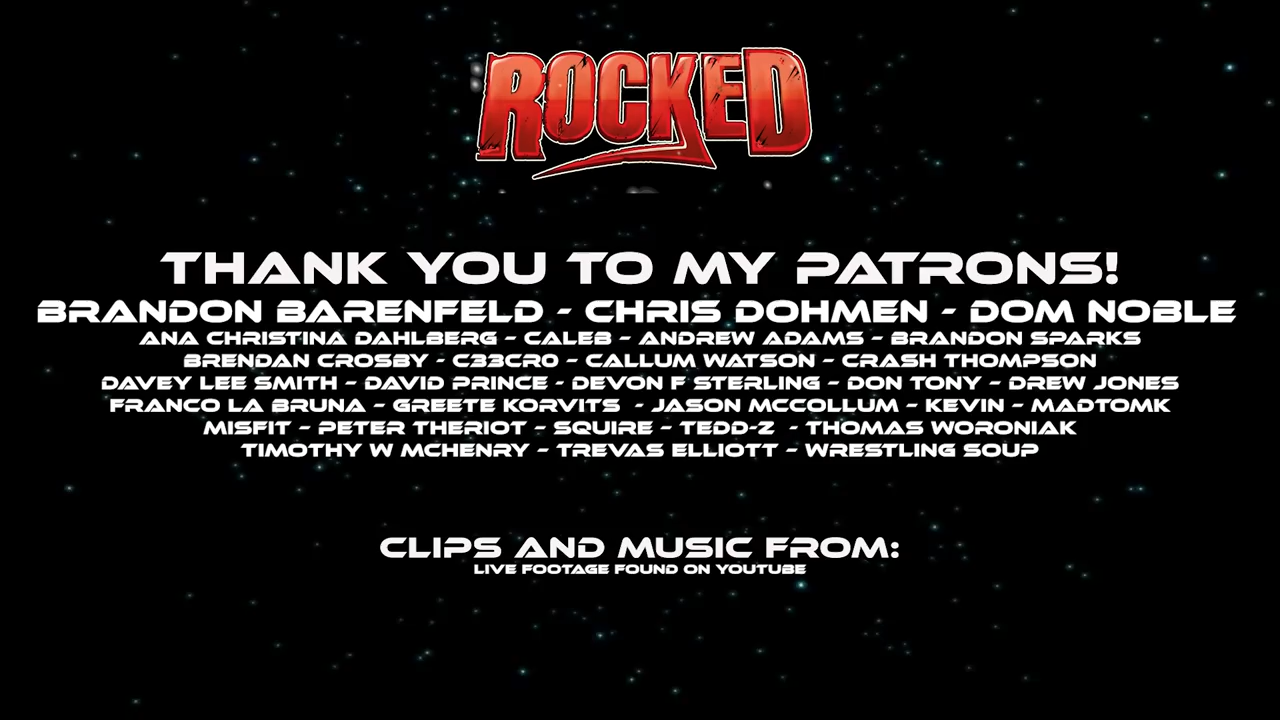 ROCKED
THANK YOU TO MY PATRONS!
BRANDON BARENFELD - CHRIS DOHMEN - DOM NOBLE
ANA CHRISTINA DAHLBERG - CALEB - ANDREW ADAMS - BRANDON SPARKS
BRENDAN CROSBY - C33CR0 - CALLUM WATSON - CRASH THOMPSON
DAVEY LEE SMITH - DAVID PRINCE - DEVON F STERLING - DON TONY - DREW JONES
FRANCO LA BRUNA - GREETE KORVITS - JASON MCCOLLUM - KEVIN - MADTOMK
MISFIT - PETER THERIOT - SQUIRE - TEDD-Z - THOMAS WORONIAK
TIMOTHY W MCHENRY - TREVAS ELLIOTT - WRESTLING SOUP
CLIPS AND MUSIC FROM:
LIVE FOOTAGE FOUND ON YOUTUBE